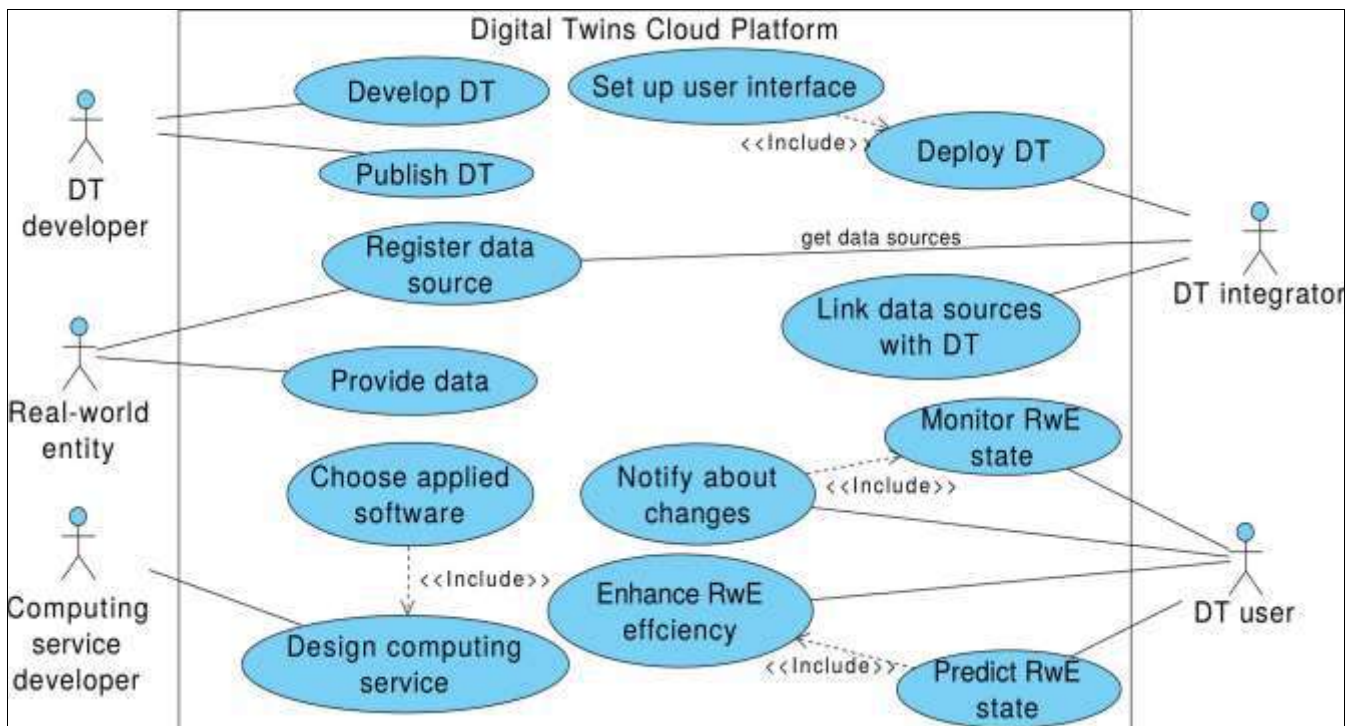 Digital Twins Cloud Platform
Develop DT
Set up user interface
<<Include>>
Deploy DT
Publish DT
DT
developer
Register data
source
get data sources
DT integrator
Link data sources
with DT
Provide data
Real-world
entity
Monitor RwE
state
Choose applied
software
Notify about
changes
<<Include>>
<<Include>>
Enhance RwE
effciency
DT user
Computing
service
developer
Design computing
service
<<Include>>
Predict RwE
state